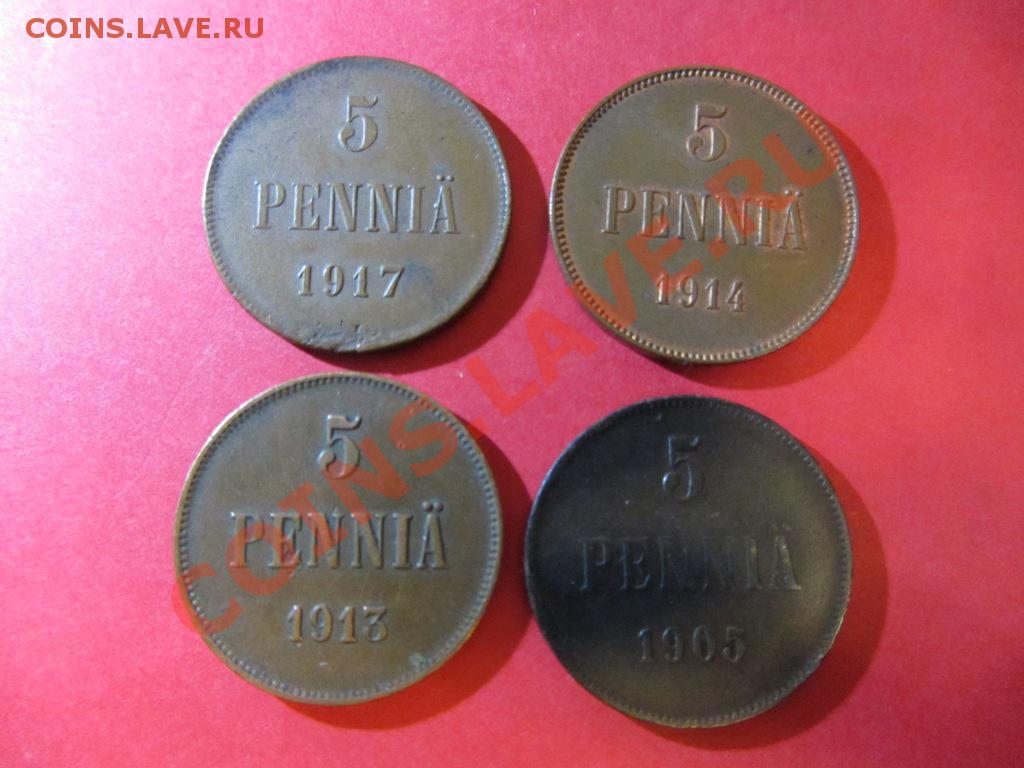 COINS.LAVE.RU
5
PENNIÄ
1917
5
PENNIÄ
1914
5
PENNIÄ
1913
5
PENNIÄ
1905
COINS.LAVE.RU